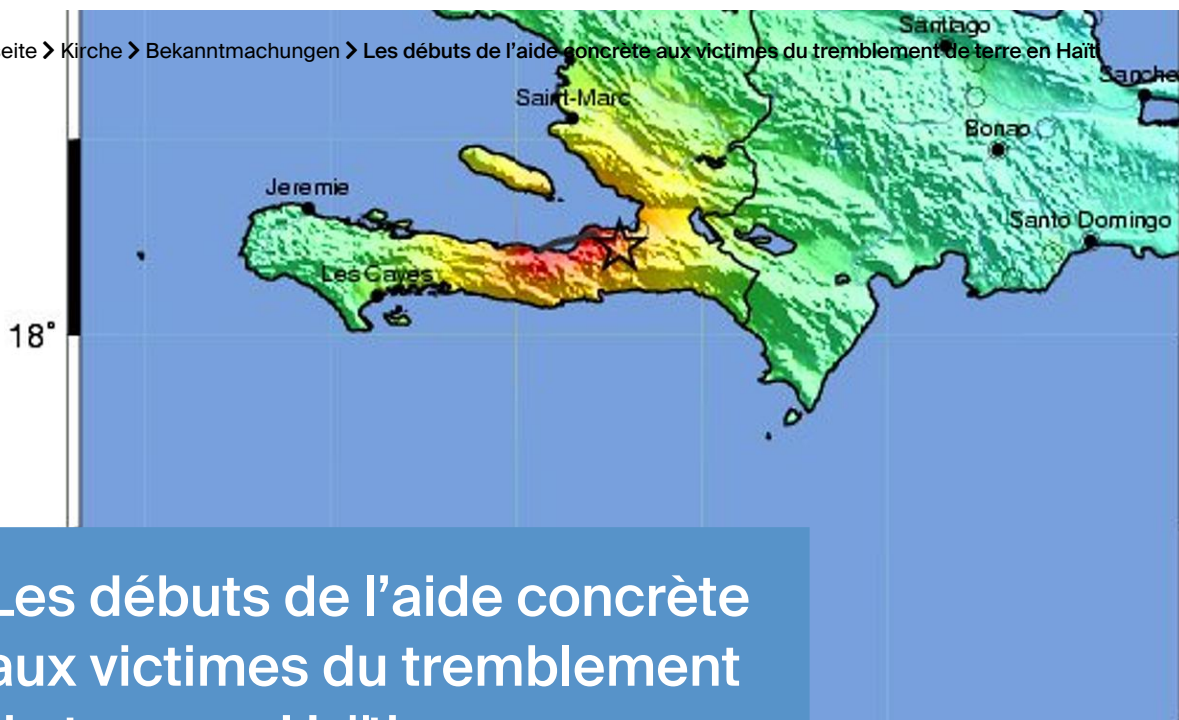 eite > Kirche > Bekanntmachungen > Les débuts de l’aide concrète aux victimes du tremblement de terre en Haïti
Santiago
Sanche
Saint-Marc
Bonao
Jeremie
Santo Domingo
Les Cayes
18°
Les débuts de l’aide concrète
aux victimes du tremblement